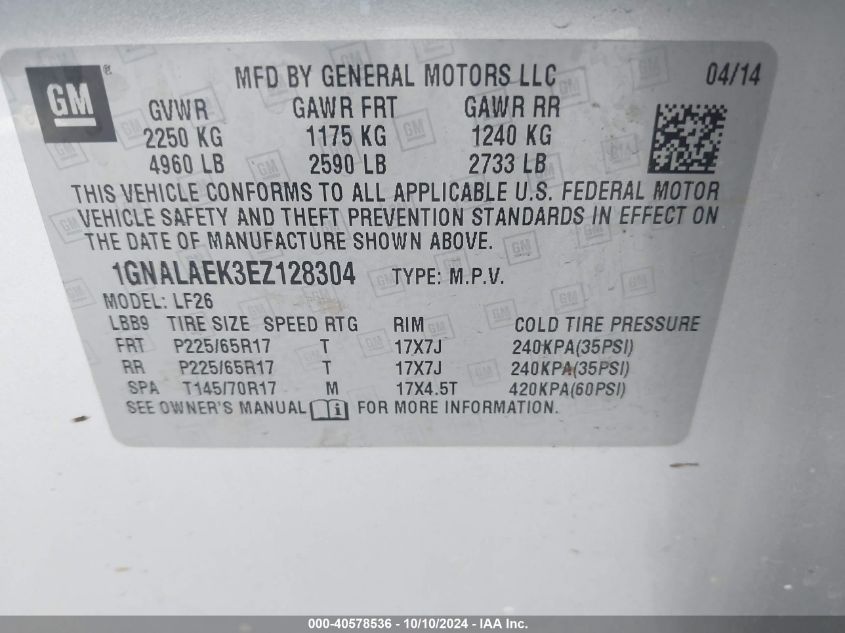 GM ® MFD BY GENERAL MOTORS LLC 04/14
GVWR GAWR FRT GAWR RR
2250 KG 1175 KG 1240 KG
4960 LB 2590 LB 2733 LB
THIS VEHICLE CONFORMS TO ALL APPLICABLE U.S. FEDERAL MOTOR
VEHICLE SAFETY AND THEFT PREVENTION STANDARDS IN EFFECT ON
THE DATE OF MANUFACTURE SHOWN ABOVE.
1GNALAEK3EZ128304 TYPE: M.P.V.
MODEL: LF26
LBB9 TIRE SIZE SPEED RTG RIM COLD TIRE PRESSURE
FRT P225/65R17 T 17X7J 240KPA(35PSI)
RR P225/65R17 T 17X7J 240KPA(35PSI)
SPA T145/70R17 M 17X4.5T 420KPA(60PSI)
SEE OWNER'S MANUAL i FOR MORE INFORMATION.
000-40578536 - 10/10/2024 - IAA Inc.